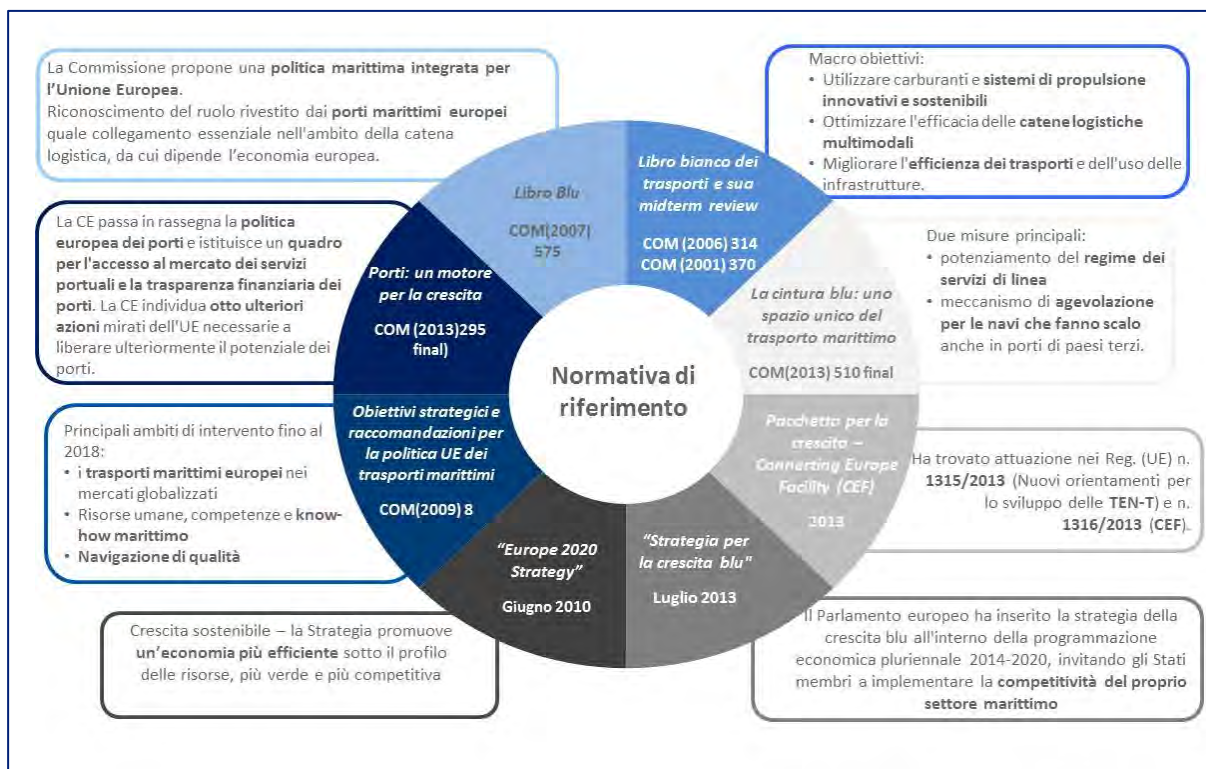 La Commissione propone una politica marittima integrata per
l'Unione Europea.
Riconoscimento del ruolo rivestito dai porti marittimi europei
quale collegamento essenziale nell'ambito della catena
logistica, da cui dipende l'economia europea.
Macro obiettivi:
• Utilizzare carburanti e sistemi di propulsione
innovativi e sostenibili
• Ottimizzare l'efficacia delle catene logistiche
multimodali
• Migliorare l'efficienza dei trasporti e dell'uso delle
infrastrutture.
Libro Blu
COM(2007)
575
Libro bianco dei
trasporti e sua
midterm review
COM (2006) 314
COM (2001) 370
La CE passa in rassegna la politica
europea dei porti e istituisce un quadro
per l'accesso al mercato dei servizi
portuali e la trasparenza finanziaria dei
porti. La CE individua otto ulteriori
azioni mirati dell'UE necessarie a
liberare ulteriormente il potenziale dei
porti.
Porti: un motore
per la crescita
COM (2013)295
final)
La cintura blu: uno
spazio unico del
trasporto marittimo
COM(2013) 510 final
Due misure principali:
• potenziamento del regime dei
servizi di linea
• meccanismo di agevolazione
per le navi che fanno scalo
anche in porti di paesi terzi.
Normativa di
riferimento
Principali ambiti di intervento fino al
2018:
• i trasporti marittimi europei nei
mercati globalizzati
• Risorse umane, competenze e know-
how marittimo
• Navigazione di qualità
Obiettivi strategici e
raccomandazioni per
la politica UE dei
trasporti marittimi
COM(2009) 8
Pacchetto per la
crescita –
Connerting Europe
Facility (CEF)
2013
Ha trovato attuazione nei Reg. (UE) n.
1315/2013 (Nuovi orientamenti per
lo sviluppo delle TEN-T) e n.
1316/2013 (CEF).
"Europe 2020
Strategy"
Giugno 2010
"Strategia per
la crescita blu"
Luglio 2013
Crescita sostenibile – la Strategia promuove
un'economia più efficiente sotto il profilo
delle risorse, più verde e più competitiva
Il Parlamento europeo ha inserito la strategia della
crescita blu all'interno della programmazione
economica pluriennale 2014-2020, invitando gli Stati
membri a implementare la competitività del proprio
settore marittimo